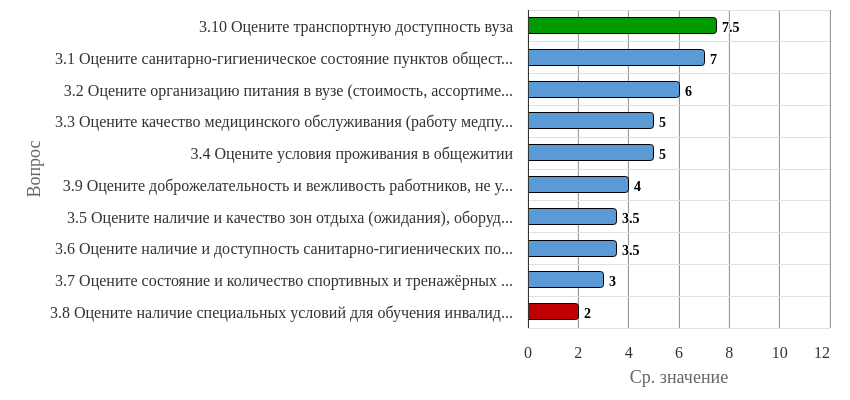 3.10 Оцените транспортную доступность вуза 7.5
3.1 Оцените санитарно-гигиеническое состояние пунктов общест... 7
3.2 Оцените организацию питания в вузе (стоимость, ассортиме... 6
3.3 Оцените качество медицинского обслуживания (работу медпу... 5
3.4 Оцените условия проживания в общежитии 5
3.9 Оцените доброжелательность и вежливость работников, не у... 4
3.5 Оцените наличие и качество зон отдыха (ожидания), оборуд... 3.5
3.6 Оцените наличие и доступность санитарно-гигиенических по... 3.5
3.7 Оцените состояние и количество спортивных и тренажёрных ... 3
3.8 Оцените наличие специальных условий для обучения инвалид... 2
Вопрос
0 2 4 6 8 10 12
Ср. значение